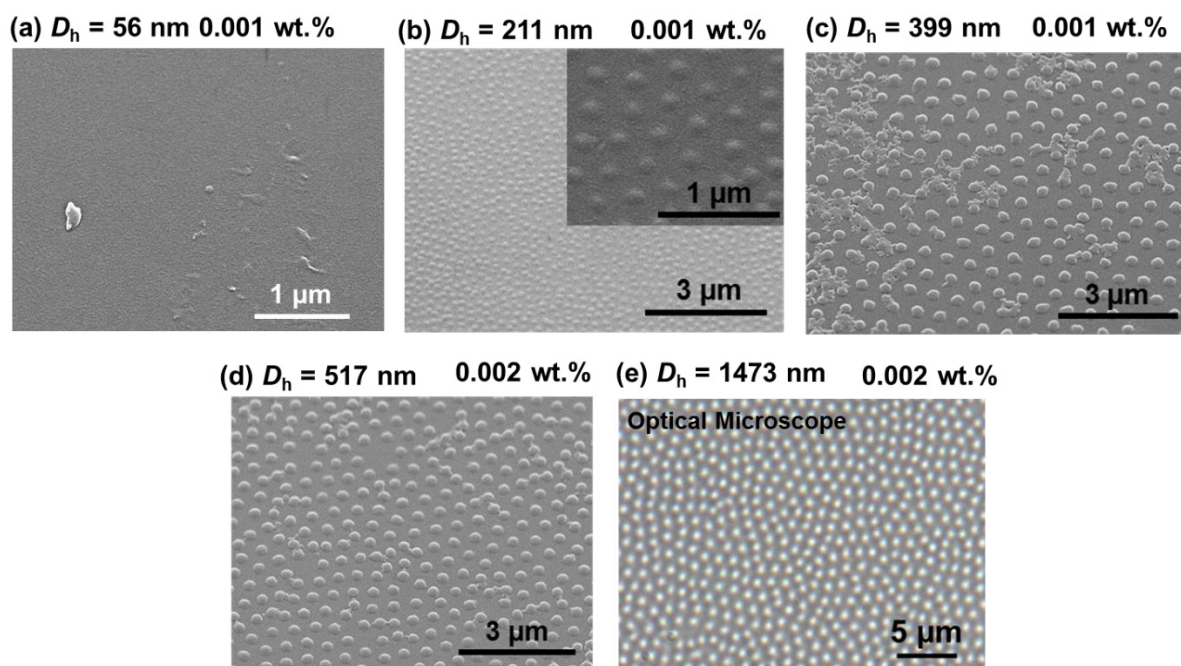 (a) Dh = 56 nm 0.001 wt.%
(b) Dh = 211 nm 0.001 wt.%
(c) Dh = 399 nm 0.001 wt.%
1 μm
1 μm
3 μm
3 μm
(d) Dh = 517 nm 0.002 wt.%
(e) Dh = 1473 nm 0.002 wt.%
Optical Microscope
3 μm
5 μm